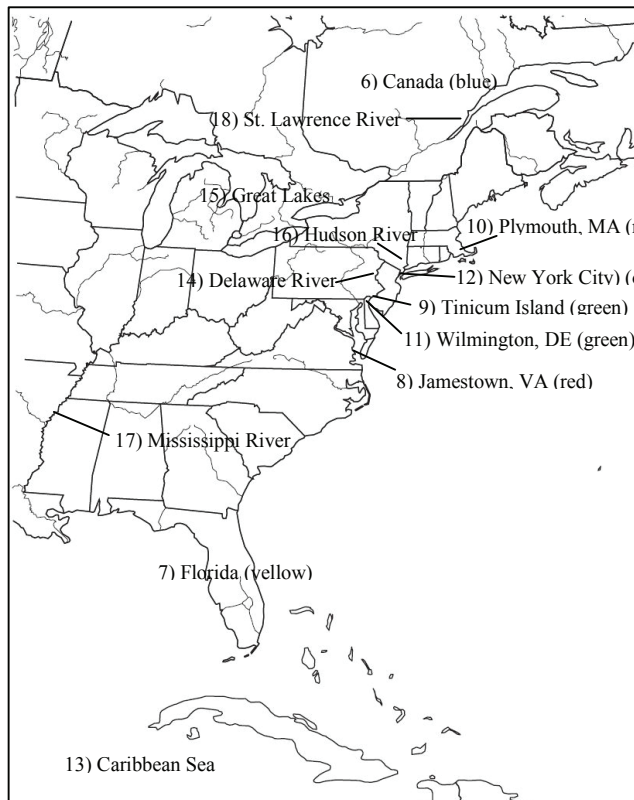 6) Canada (blue)
18) St. Lawrence River
15) Great Lakes
10) Plymouth, MA (
16) Hudson River
14) Delaware River
12) New York City) (
9) Tinicum Island (green)
11) Wilmington, DE (green)
8) Jamestown, VA (red)
17) Mississippi River
7) Florida (yellow)
13) Caribbean Sea